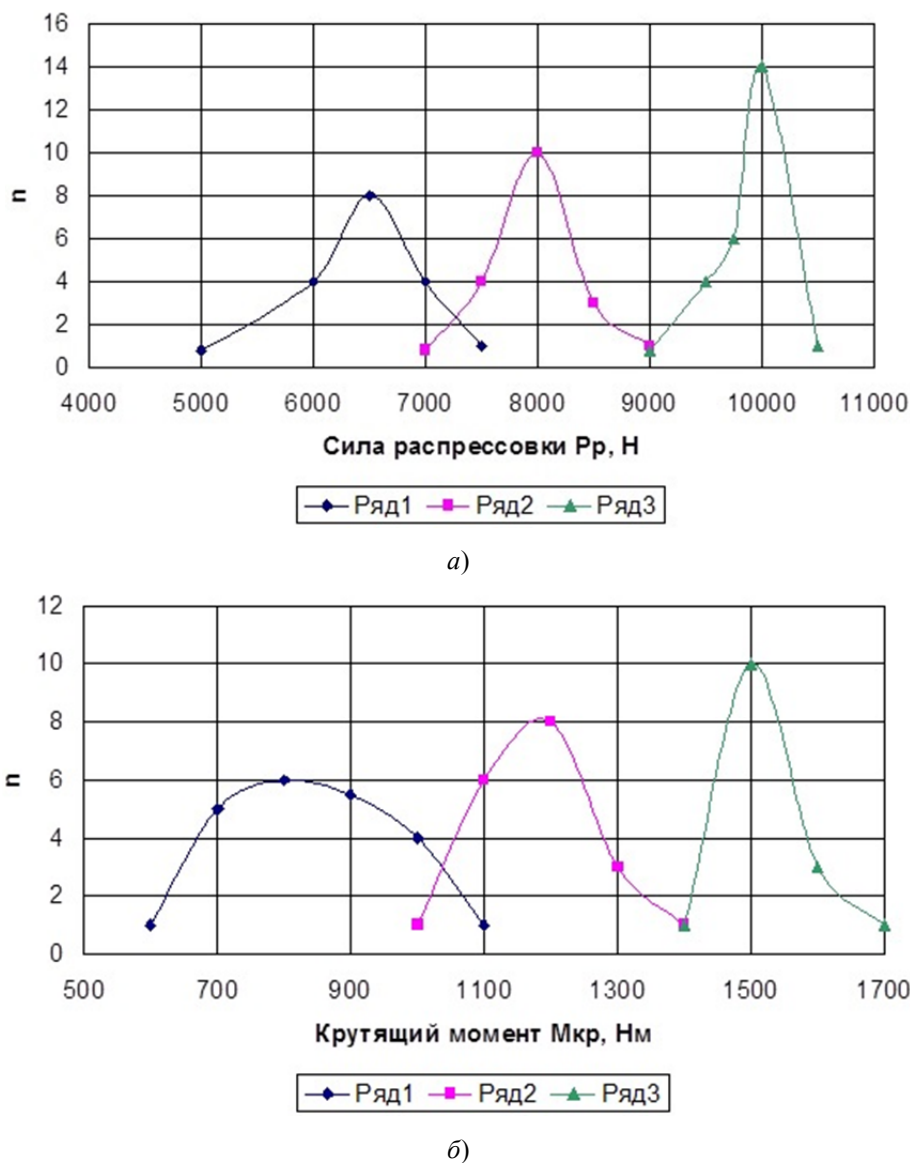 16
14
12
10
8
6
4
2
0
n
4000 5000 6000 7000 8000 9000 10000 11000
Сила распрессовки Рр, Н
Ряд1 Ряд2 Ряд3
а)
12
10
8
6
4
2
0
n
500 700 900 1100 1300 1500 1700
Крутящий момент Мкр, Нм
Ряд1 Ряд2 Ряд3
б)